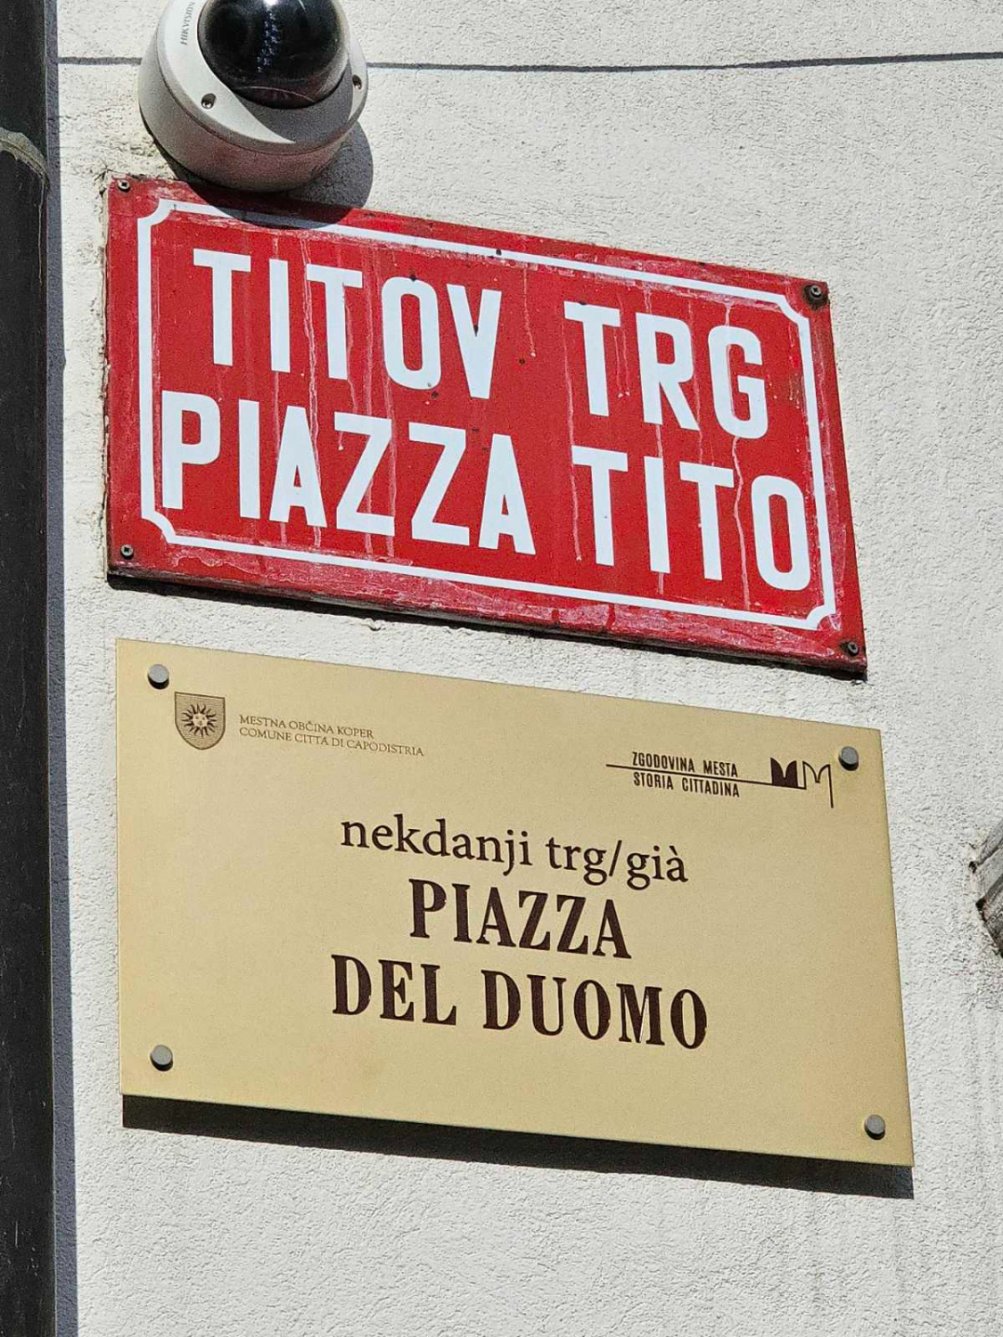 HIKVISION
TITOV TRG
PIAZZA TITO
MESTNA OBČINA KOPER
COMUNE CITTÀ DI CAPODISTRIA
ZGODOVINA MESTA
STORIA CITTADINA
nekdanji trg/già
PIAZZA
DEL DUOMO